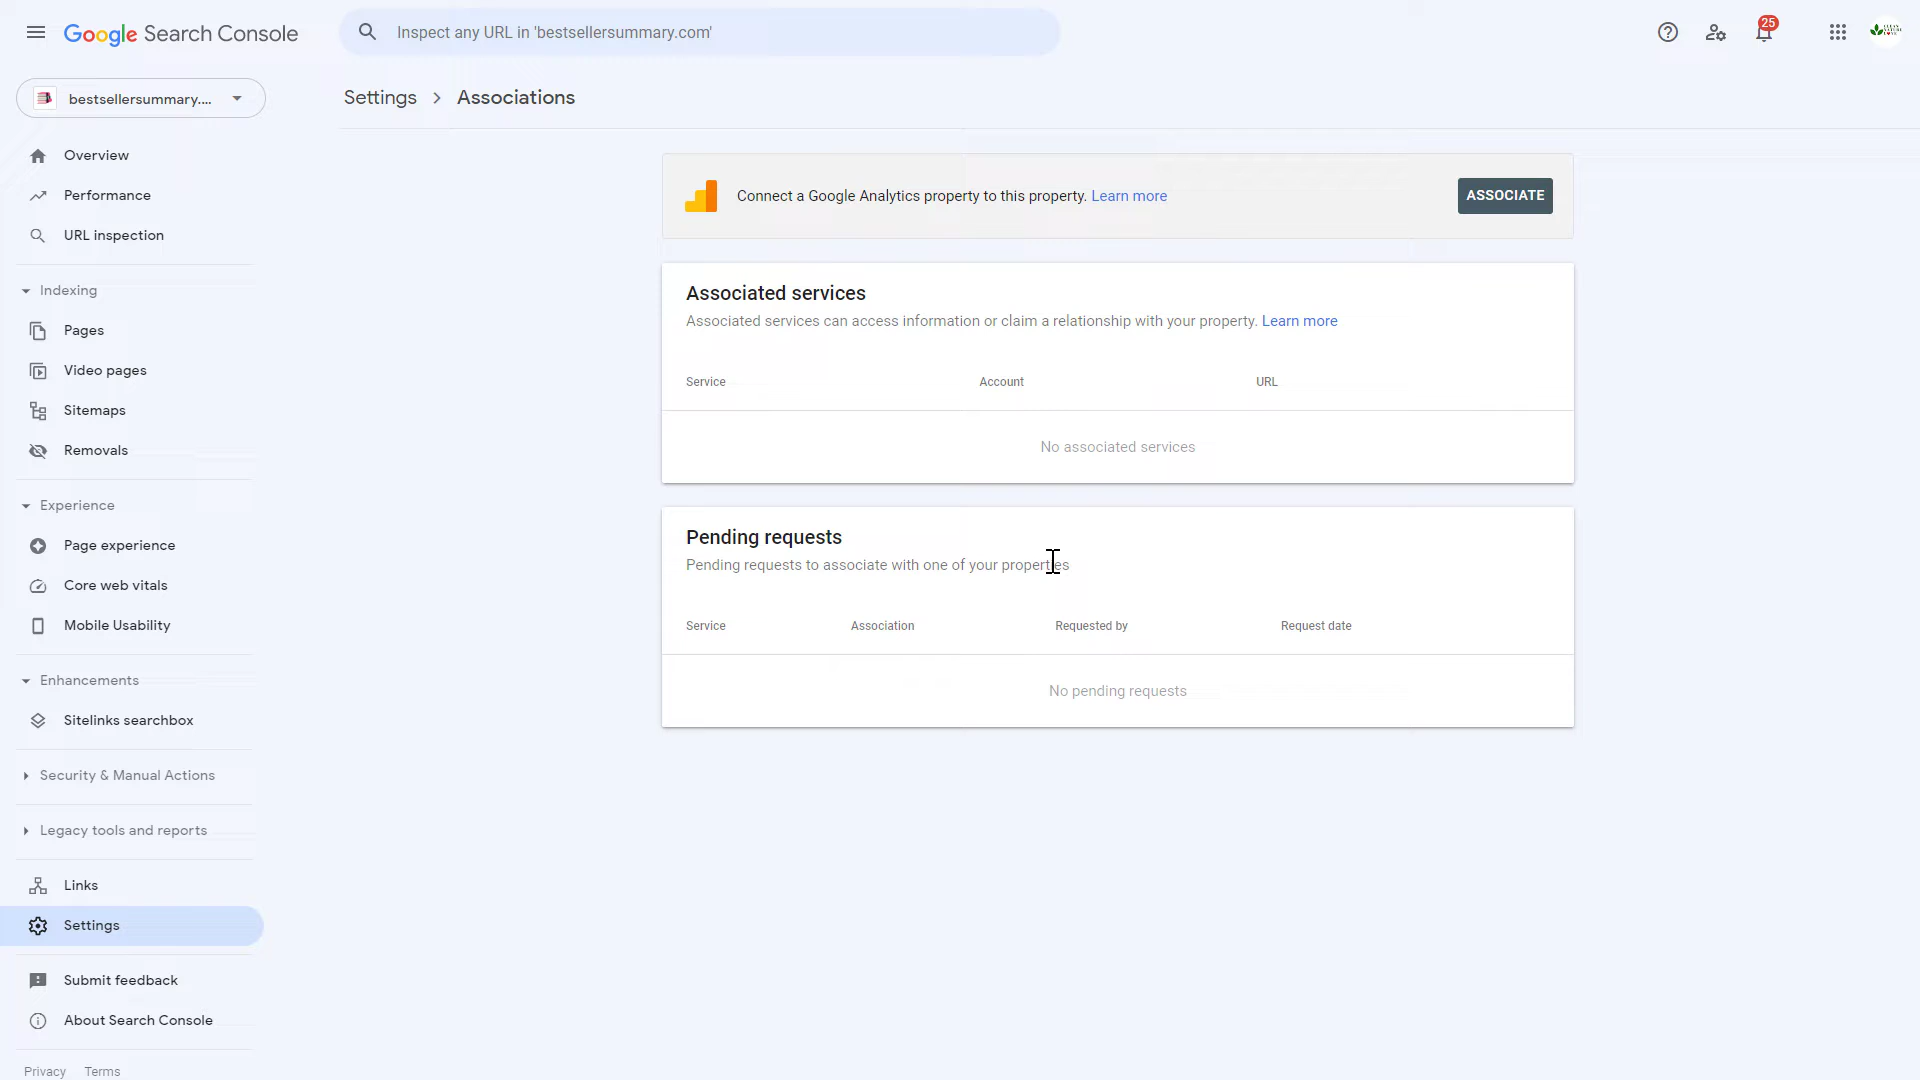 Google Search Console
Inspect any URL in 'bestsellersummary.com'
25
bestsellersummary....
Settings > Associations
Overview
Performance
URL inspection
Indexing
Pages
Video pages
Sitemaps
Removals
Experience
Page experience
Core web vitals
Mobile Usability
Enhancements
Sitelinks searchbox
Security & Manual Actions
Legacy tools and reports
Links
Settings
Submit feedback
About Search Console
Privacy Terms
Connect a Google Analytics property to this property. Learn more
ASSOCIATE
Associated services
Associated services can access information or claim a relationship with your property. Learn more
Service Account URL
No associated services
Pending requests
Pending requests to associate with one of your properties
Service Association Requested by Request date
No pending requests